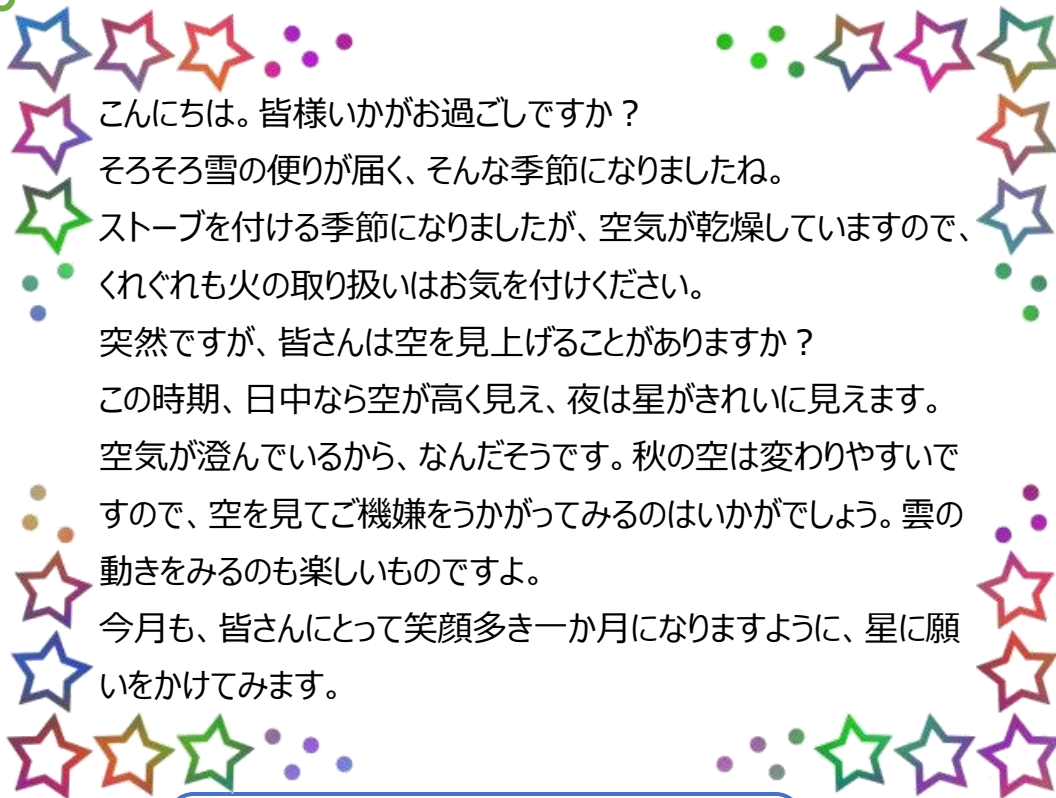 こんにちは。皆様いかがお過ごしですか？
そろそろ雪の便りが届く、そんな季節になりましたね。
ストーブを付ける季節になりましたが、空気が乾燥していますので、
くれぐれも火の取り扱いはお気を付けください。
突然ですが、皆さんは空を見上げることがありますか？
この時期、日中なら空が高く見え、夜は星がきれいに見えます。
空気が澄んでいるから、なんだそうです。秋の空は変わりやすいで
すので、空を見てご機嫌をうかがってみるのはいかがでしょう。雲の
動きをみるのも楽しいものですよ。
今月も、皆さんにとって笑顔多き一か月になりますように、星に願
いをかけてみます。